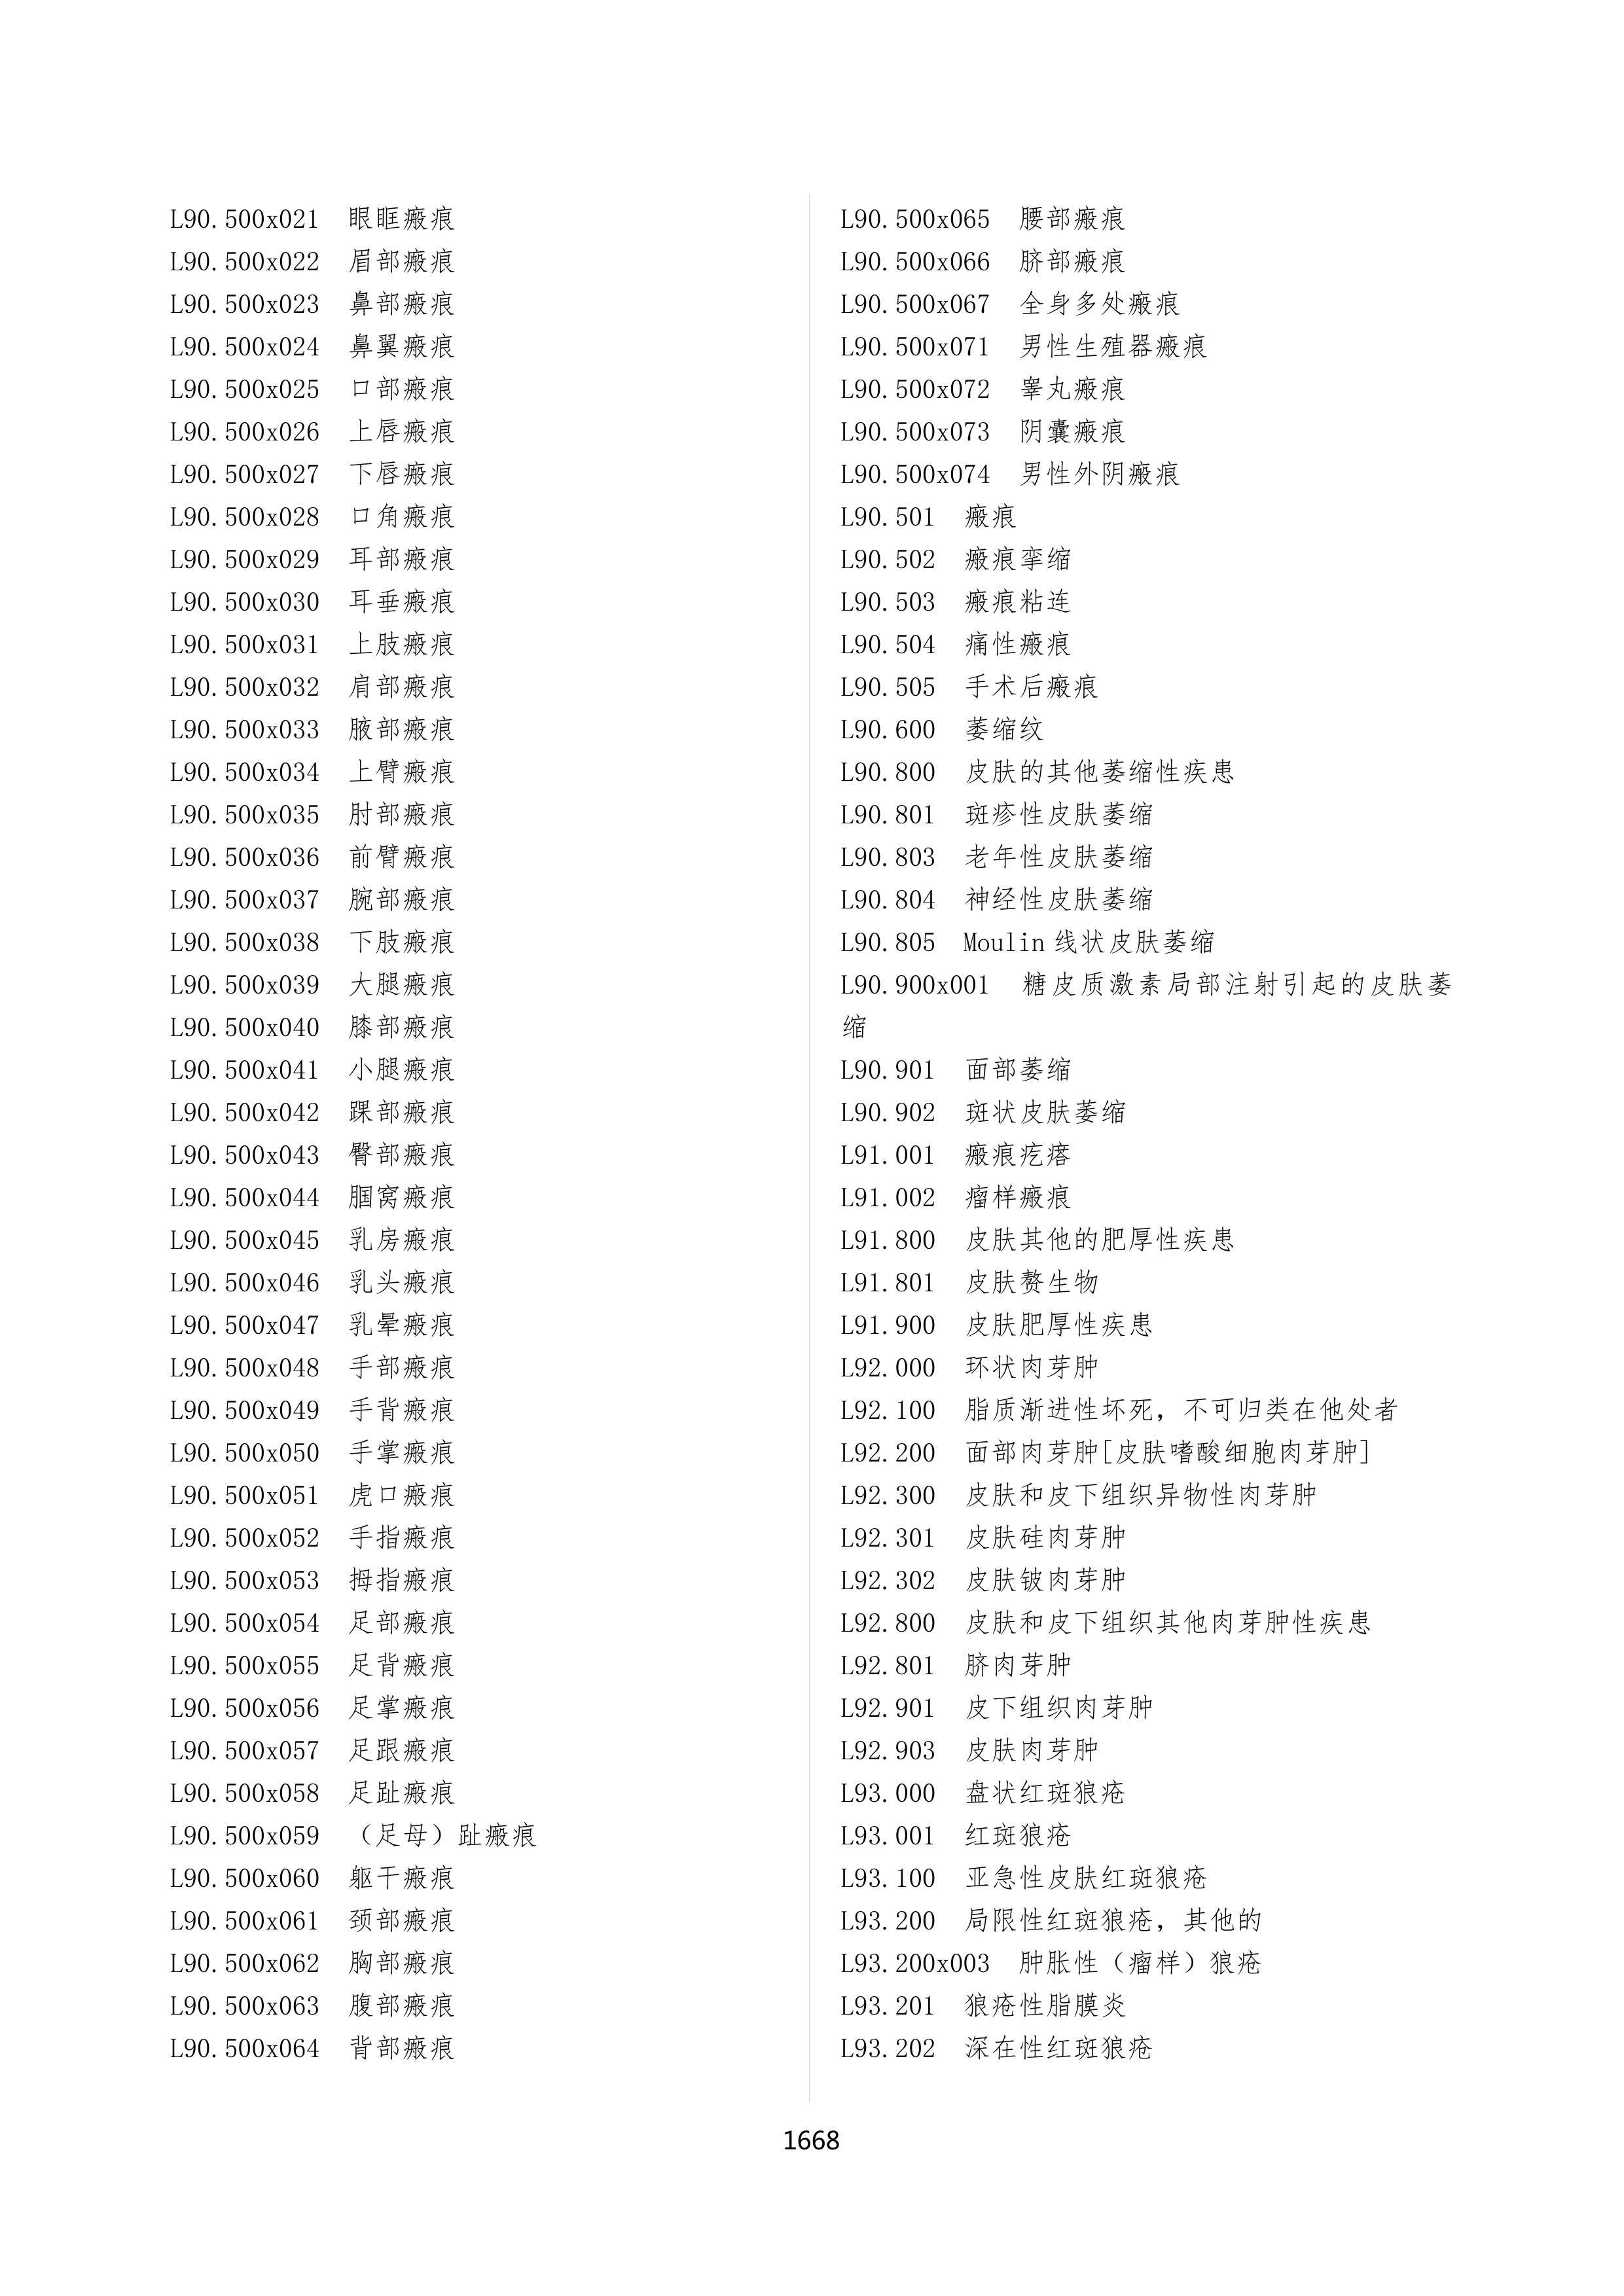 L90.500x021 眼眶瘢痕
L90.500x022 眉部瘢痕
L90.500x023 鼻部瘢痕
L90.500x024 鼻翼瘢痕
L90.500x025 口部瘢痕
L90.500x026 上唇瘢痕
L90.500x027 下唇瘢痕
L90.500x028 口角瘢痕
L90.500x029 耳部瘢痕
L90.500x030 耳垂瘢痕
L90.500x031 上肢瘢痕
L90.500x032 肩部瘢痕
L90.500x033 腋部瘢痕
L90.500x034 上臂瘢痕
L90.500x035 肘部瘢痕
L90.500x036 前臂瘢痕
L90.500x037 腕部瘢痕
L90.500x038 下肢瘢痕
L90.500x039 大腿瘢痕
L90.500x040 膝部瘢痕
L90.500x041 小腿瘢痕
L90.500x042 踝部瘢痕
L90.500x043 臀部瘢痕
L90.500x044 腘窝瘢痕
L90.500x045 乳房瘢痕
L90.500x046 乳头瘢痕
L90.500x047 乳晕瘢痕
L90.500x048 手部瘢痕
L90.500x049 手背瘢痕
L90.500x050 手掌瘢痕
L90.500x051 虎口瘢痕
L90.500x052 手指瘢痕
L90.500x053 拇指瘢痕
L90.500x054 足部瘢痕
L90.500x055 足背瘢痕
L90.500x056 足掌瘢痕
L90.500x057 足跟瘢痕
L90.500x058 足趾瘢痕
L90.500x059 （足母）趾瘢痕
L90.500x060 躯干瘢痕
L90.500x061 颈部瘢痕
L90.500x062 胸部瘢痕
L90.500x063 腹部瘢痕
L90.500x064 背部瘢痕
L90.500x065 腰部瘢痕
L90.500x066 脐部瘢痕
L90.500x067 全身多处瘢痕
L90.500x071 男性生殖器瘢痕
L90.500x072 睾丸瘢痕
L90.500x073 阴囊瘢痕
L90.500x074 男性外阴瘢痕
L90.501 瘢痕
L90.502 瘢痕挛缩
L90.503 瘢痕粘连
L90.504 痛性瘢痕
L90.505 手术后瘢痕
L90.600 萎缩纹
L90.800 皮肤的其他萎缩性疾患
L90.801 斑疹性皮肤萎缩
L90.803 老年性皮肤萎缩
L90.804 神经性皮肤萎缩
L90.805 Moulin 线状皮肤萎缩
L90.900x001 糖皮质激素局部注射引起的皮肤萎
缩
L90.901 面部萎缩
L90.902 斑状皮肤萎缩
L91.001 瘢痕疙瘩
L91.002 瘤样瘢痕
L91.800 皮肤其他的肥厚性疾患
L91.801 皮肤赘生物
L91.900 皮肤肥厚性疾患
L92.000 环状肉芽肿
L92.100 脂质渐进性坏死，不可归类在他处者
L92.200 面部肉芽肿[皮肤嗜酸细胞肉芽肿]
L92.300 皮肤和皮下组织异物性肉芽肿
L92.301 皮肤硅肉芽肿
L92.302 皮肤铍肉芽肿
L92.800 皮肤和皮下组织其他肉芽肿性疾患
L92.801 脐肉芽肿
L92.901 皮下组织肉芽肿
L92.903 皮肤肉芽肿
L93.000 盘状红斑狼疮
L93.001 红斑狼疮
L93.100 亚急性皮肤红斑狼疮
L93.200 局限性红斑狼疮，其他的
L93.200x003 肿胀性（瘤样）狼疮
L93.201 狼疮性脂膜炎
L93.202 深在性红斑狼疮
1668